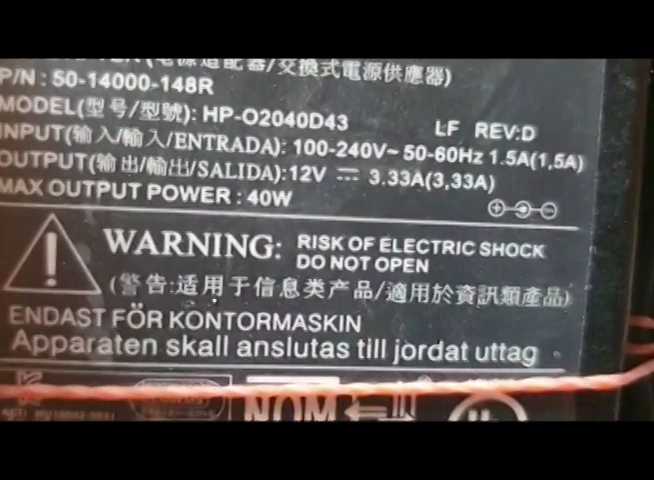 (电源适配器/交換式電源供應器)
P/N : 50-14000-148R
MODEL(型号/型號): HP-O2040D43
LF REV:D
INPUT(输入/輸入/ENTRADA): 100-240V~ 50-60Hz 1.5A(1,5A)
OUTPUT(输出/輸出/SALIDA):12V ⎓ 3.33A(3,33A)
MAX OUTPUT POWER : 40W
WARNING: RISK OF ELECTRIC SHOCK
DO NOT OPEN
(警告:适用于信息类产品/適用於資訊類產品)
ENDAST FÖR KONTORMASKIN
Apparaten skall anslutas till jordat uttag
NOM